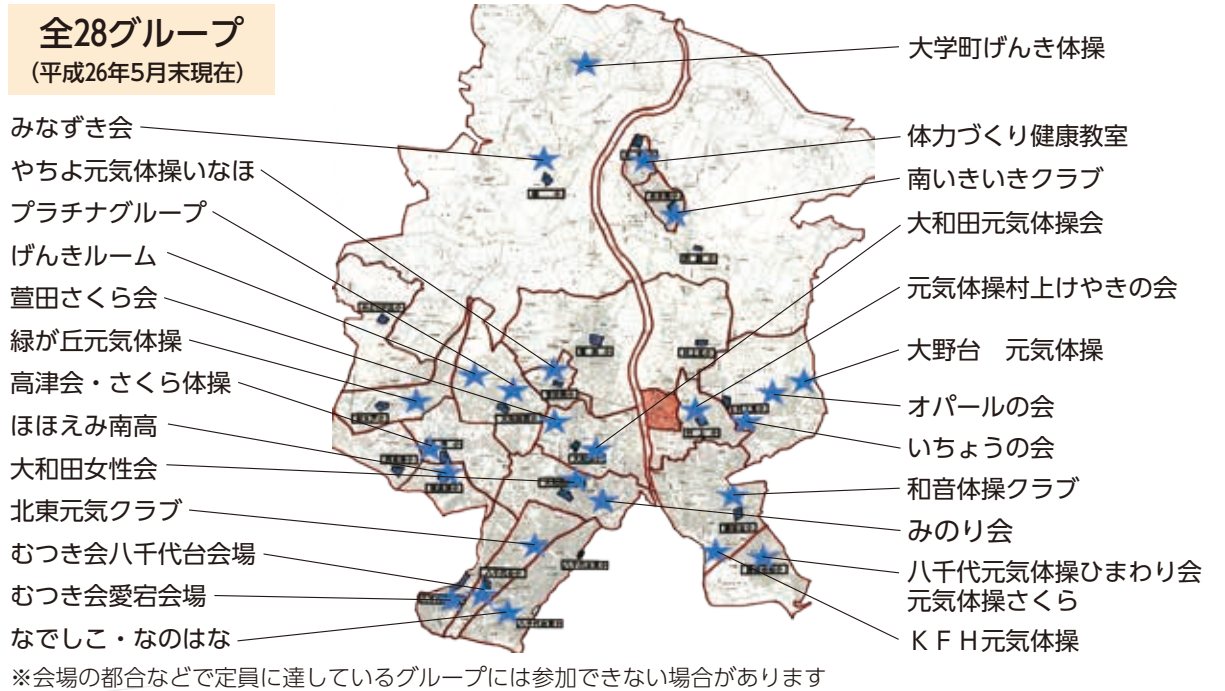 全28グループ
(平成26年5月末現在)
みなずき会
やちよ元気体操いなほ
プラチナグループ
げんきルーム
萱田さくら会
緑が丘元気体操
高津会・さくら体操
ほほえみ南高
大和田女性会
北東元気クラブ
むつき会八千代台会場
むつき会愛宕会場
なでしこ・なのはな
大学町げんき体操
体力づくり健康教室
南いきいきクラブ
大和田元気体操会
元気体操村上けやきの会
大野台　元気体操
オパールの会
いちょうの会
和音体操クラブ
みのり会
八千代元気体操ひまわり会
元気体操さくら
ＫＦＨ元気体操
※会場の都合などで定員に達しているグループには参加できない場合があります